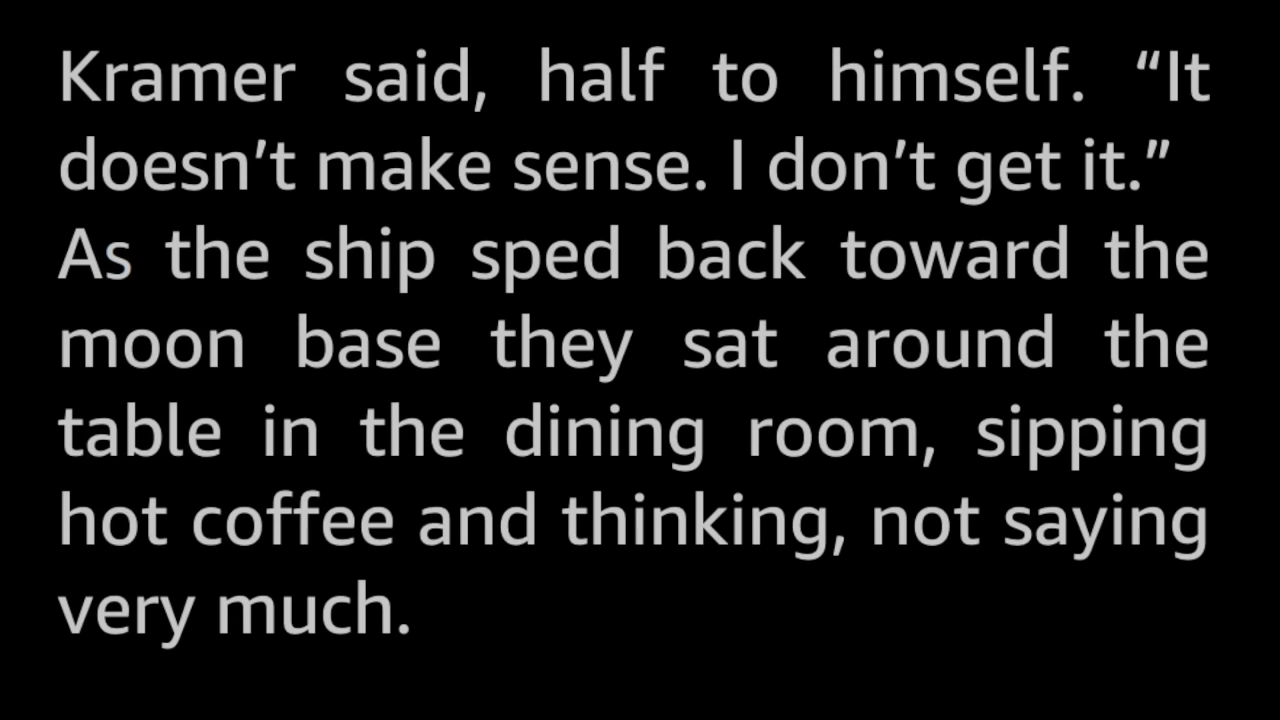 Kramer said, half to himself. “It
doesn’t make sense. I don’t get it.”
As the ship sped back toward the
moon base they sat around the
table in the dining room, sipping
hot coffee and thinking, not saying
very much.